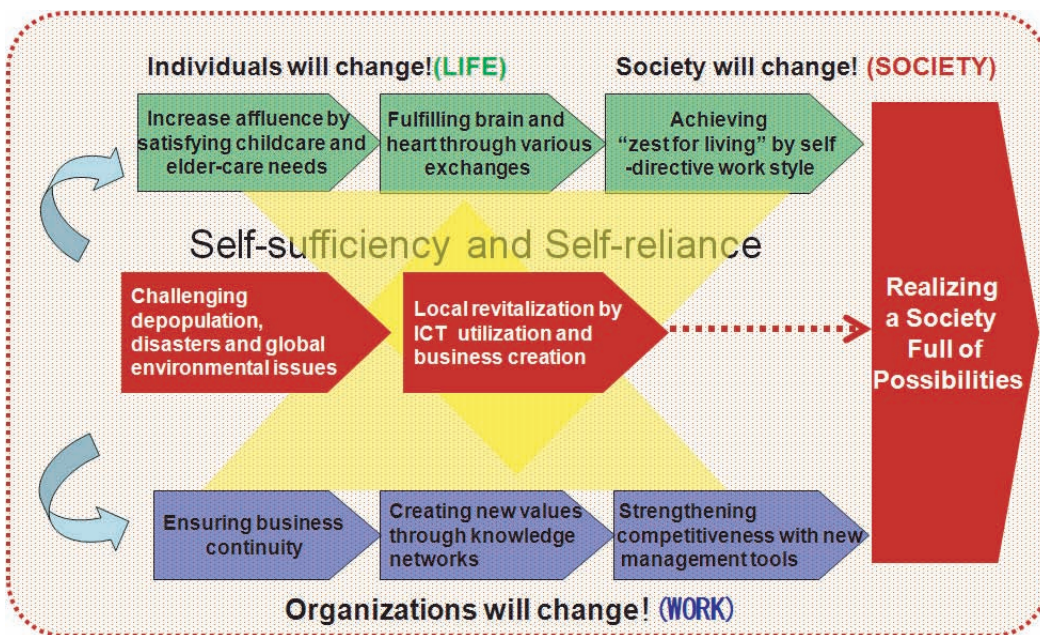 Individuals will change!(LIFE)
Society will change! (SOCIETY)
Increase affluence by
satisfying childcare and
elder-care needs
Fulfilling brain and
heart through various
exchanges
Achieving
“zest for living” by self
-directive work style
Self-sufficiency and Self-reliance
Challenging
depopulation,
disasters and global
environmental issues
Local revitalization by
ICT utilization and
business creation
Realizing
a Society
Full of
Possibilities
Ensuring business
continuity
Creating new values
through knowledge
networks
Strengthening
competitiveness with new
management tools
Organizations will change! (WORK)